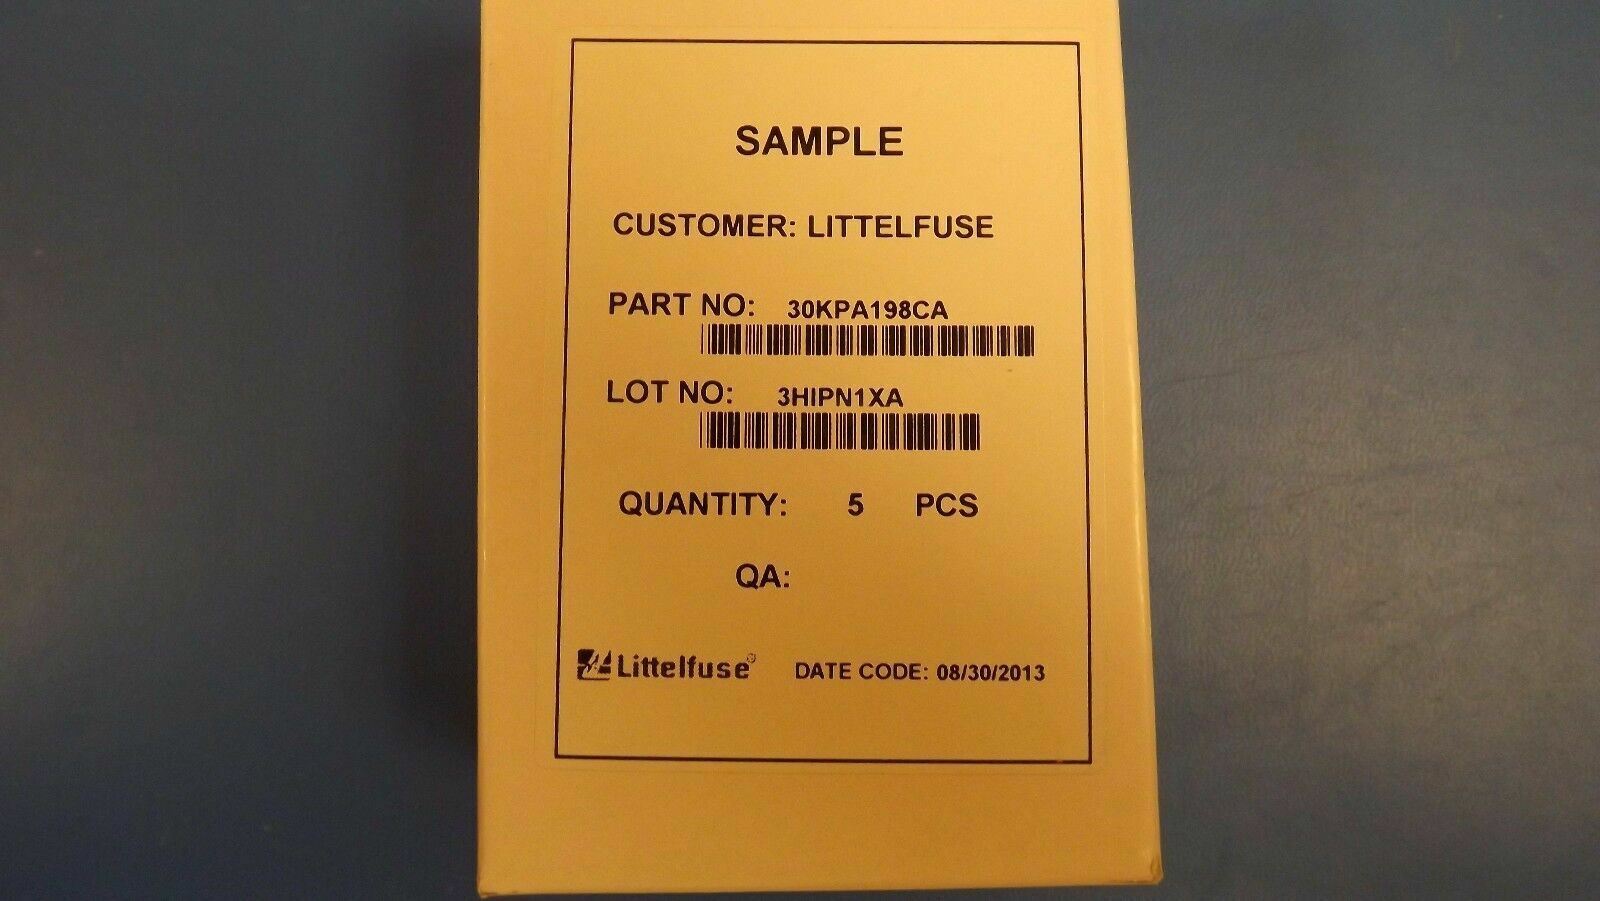 SAMPLE
CUSTOMER: LITTELFUSE
PART NO: 30KPA198CA
LOT NO: 3HIPN1XA
QUANTITY: 5 PCS
QA:
Littelfuse® DATE CODE: 08/30/2013